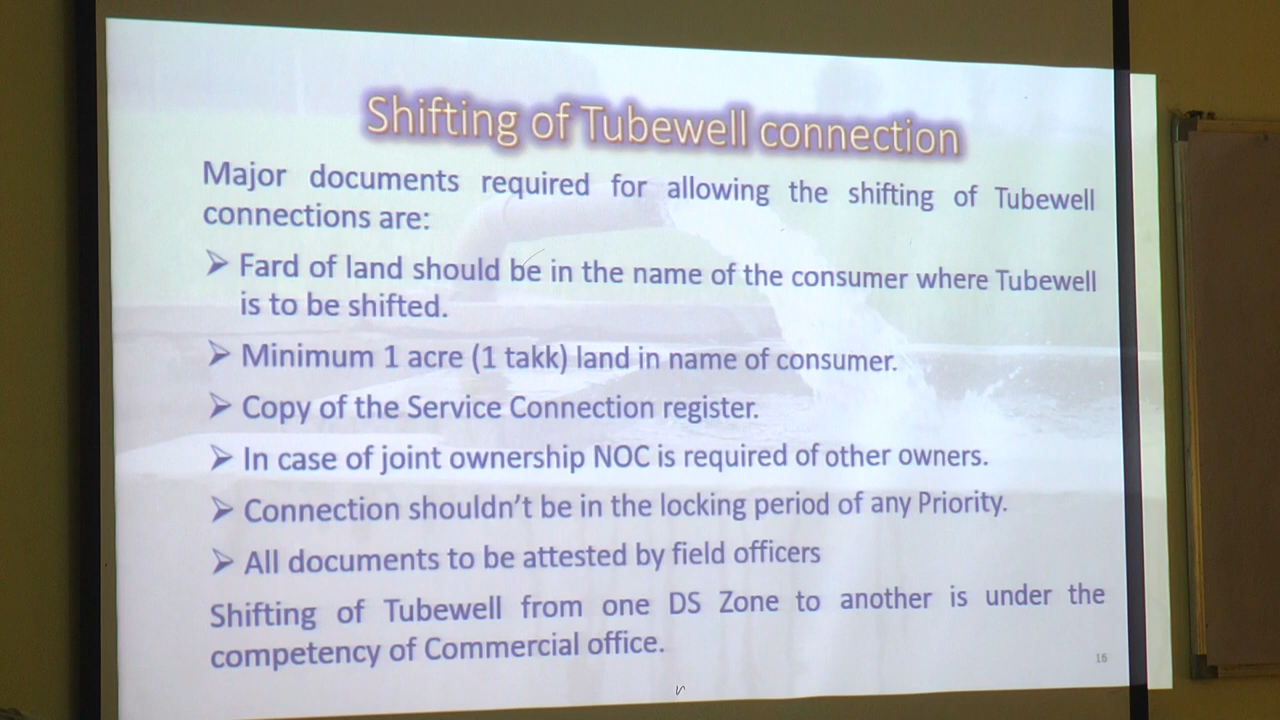 Shifting of Tubewell connection
Major documents required for allowing the shifting of Tubewell
connections are:
➢ Fard of land should be in the name of the consumer where Tubewell
is to be shifted.
➢ Minimum 1 acre (1 takk) land in name of consumer.
➢ Copy of the Service Connection register.
➢ In case of joint ownership NOC is required of other owners.
➢ Connection shouldn't be in the locking period of any Priority.
➢ All documents to be attested by field officers
Shifting of Tubewell from one DS Zone to another is under the
competency of Commercial office.
16